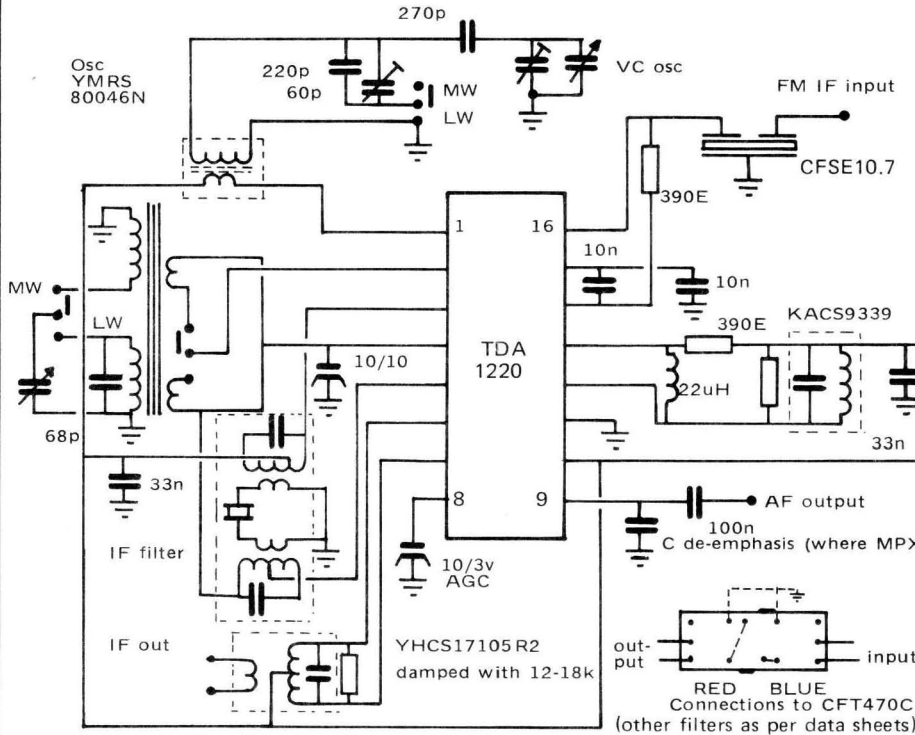 270p
Osc
YMRS
80046N
220p
60p
MW
LW
VC osc
FM IF input
CFSE10.7
390E
1
16
10n
10n
MW
LW
390E
KACS9339
TDA
1220
10/10
22uH
68p
33n
33n
8
9
AF output
100n
C de-emphasis (where MPX
IF filter
10/3v
AGC
IF out
YHCS17105R2
damped with 12-18k
out-
put
input
RED BLUE
Connections to CFT470C
(other filters as per data sheets)